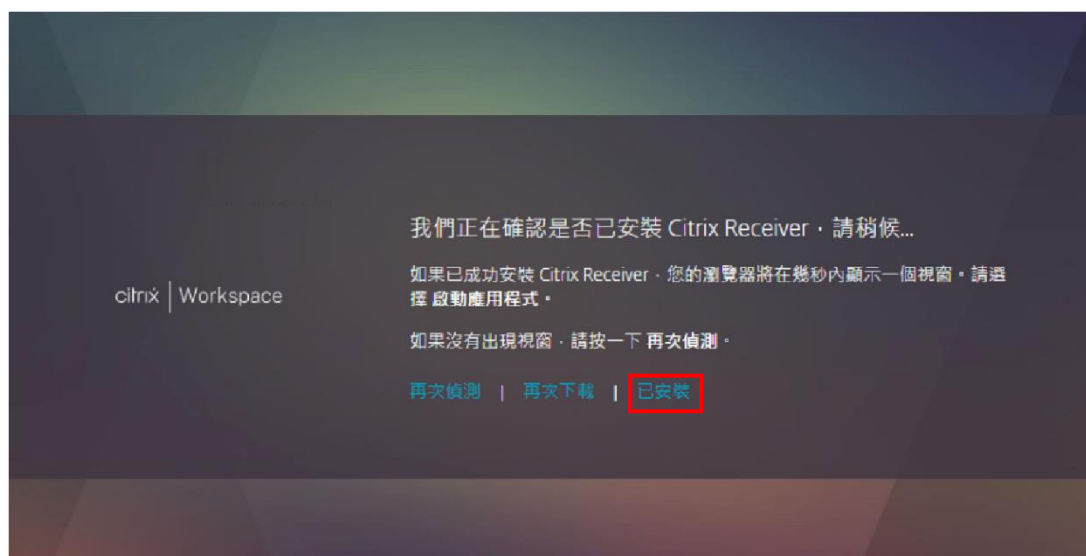 我們正在確認是否已安裝 Citrix Receiver，請稍候...
如果已成功安裝 Citrix Receiver，您的瀏覽器將在幾秒內顯示一個視窗。請選
擇 啟動應用程式。
citrix | Workspace
如果沒有出現視窗，請按一下 再次偵測。
再次偵測 | 再次下載 | 已安裝